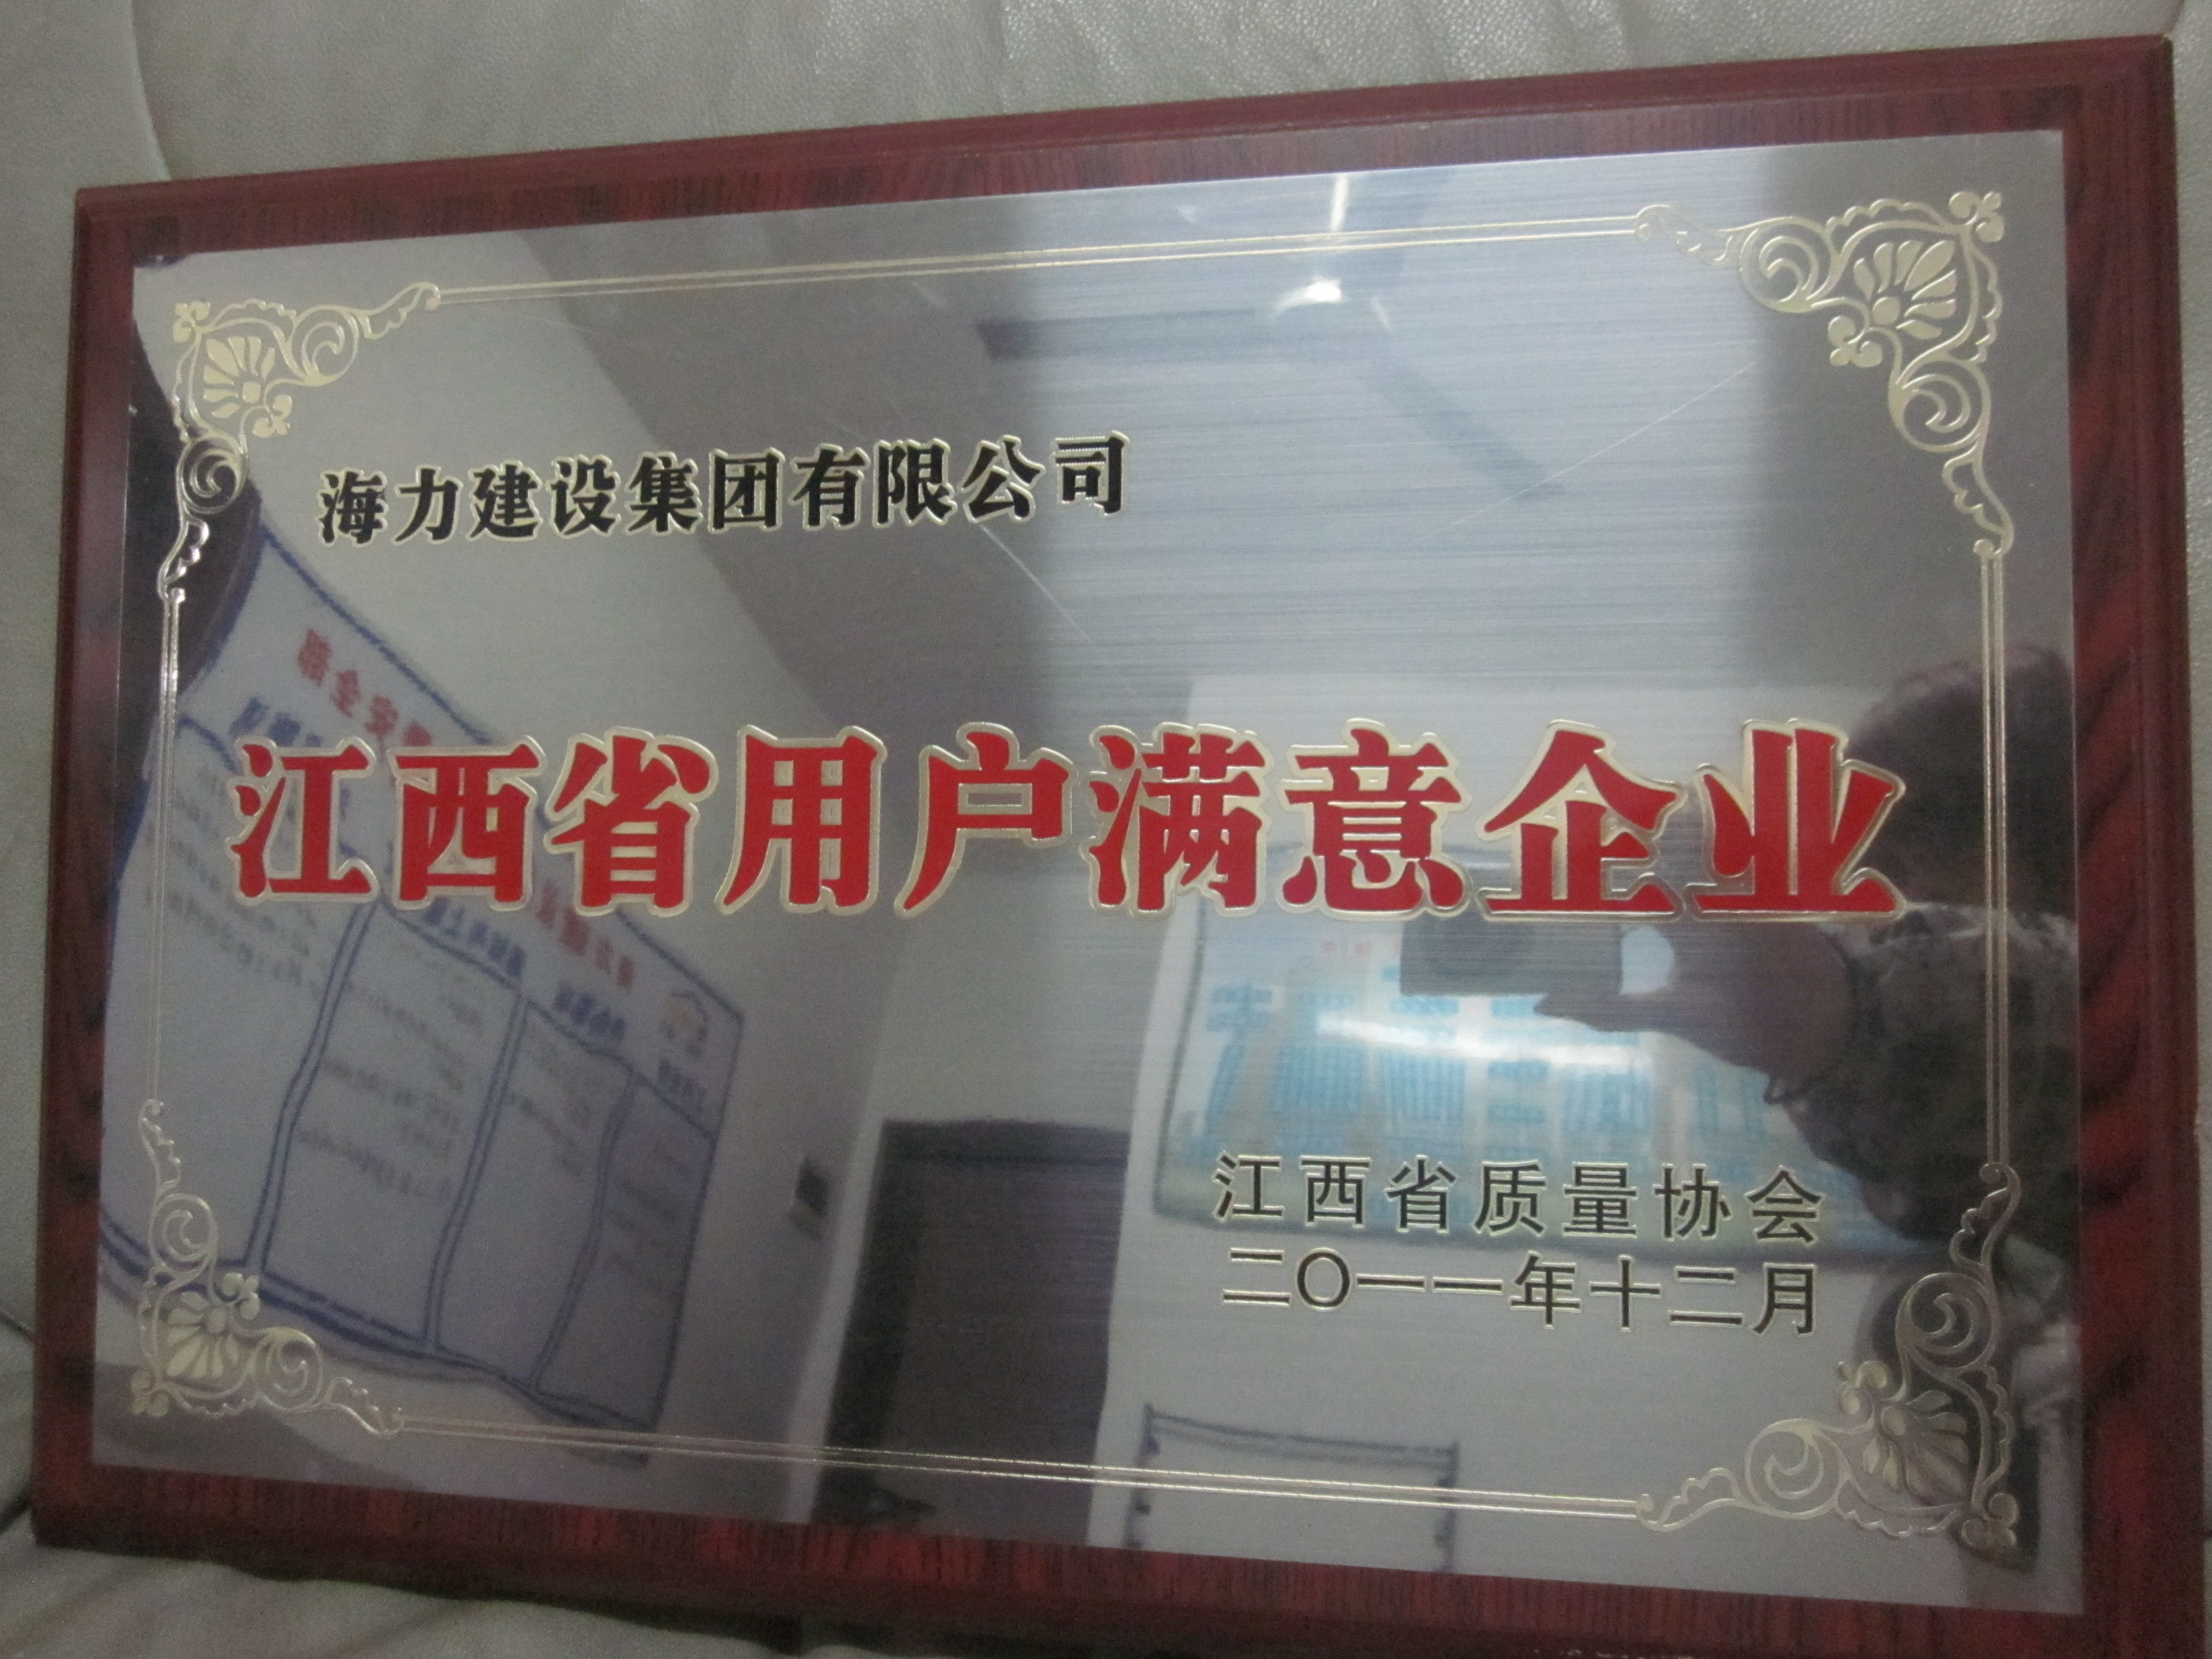 海力建设集团有限公司
江西省用户满意企业
江西省质量协会
二〇一一年十二月